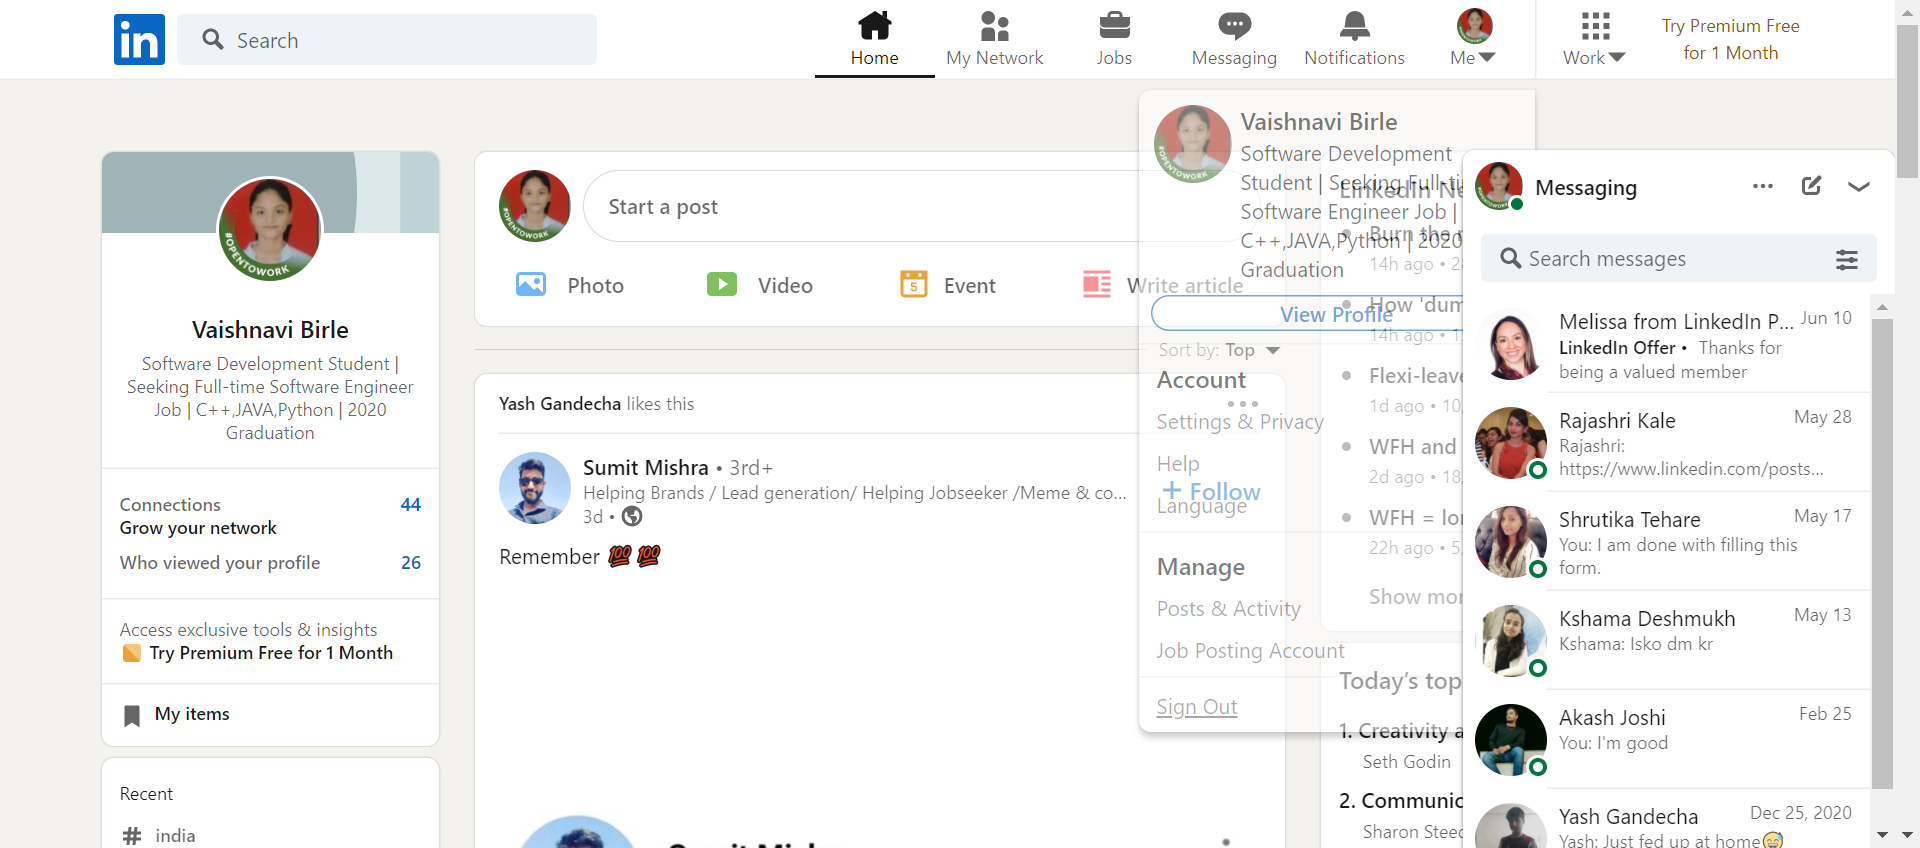 in
Search
Home
My Network
Jobs
Messaging
Notifications
Me
Work
Try Premium Free
for 1 Month
#OPENTOWORK
Vaishnavi Birle
Software Development Student |
Seeking Full-time Software Engineer
Job | C++,JAVA,Python | 2020
Graduation
Connections
44
Grow your network
Who viewed your profile
26
Access exclusive tools & insights
Try Premium Free for 1 Month
My items
Recent
# india
Start a post
Photo
Video
5
Event
Write article
Sort by: Top
Yash Gandecha likes this
Sumit Mishra • 3rd+
Helping Brands / Lead generation/ Helping Jobseeker /Meme & co...
3d •
+ Follow
Remember 💯 💯
Vaishnavi Birle
Software Development
Student | Seeking Full-ti
Software Engineer Job |
C++,JAVA,Python | 2020
Graduation
View Profile
Account
Settings & Privacy
Help
Language
Manage
Posts & Activity
Job Posting Account
Sign Out
LinkedIn Ne
Burn the
14h ago • 2
How 'dum
14h ago • 1
Flexi-leave
1d ago • 10,
WFH and
2d ago • 18,
WFH = lo
22h ago • 5,
Show mor
Today's top
1. Creativity a
Seth Godin
2. Communic
Sharon Steed
Messaging
Search messages
Melissa from LinkedIn P...
Jun 10
LinkedIn Offer • Thanks for
being a valued member
Rajashri Kale
May 28
Rajashri:
https://www.linkedin.com/posts...
Shrutika Tehare
May 17
You: I am done with filling this
form.
Kshama Deshmukh
May 13
Kshama: Isko dm kr
Akash Joshi
Feb 25
You: I'm good
Yash Gandecha
Dec 25, 2020
Yash: Just fed up at home😅